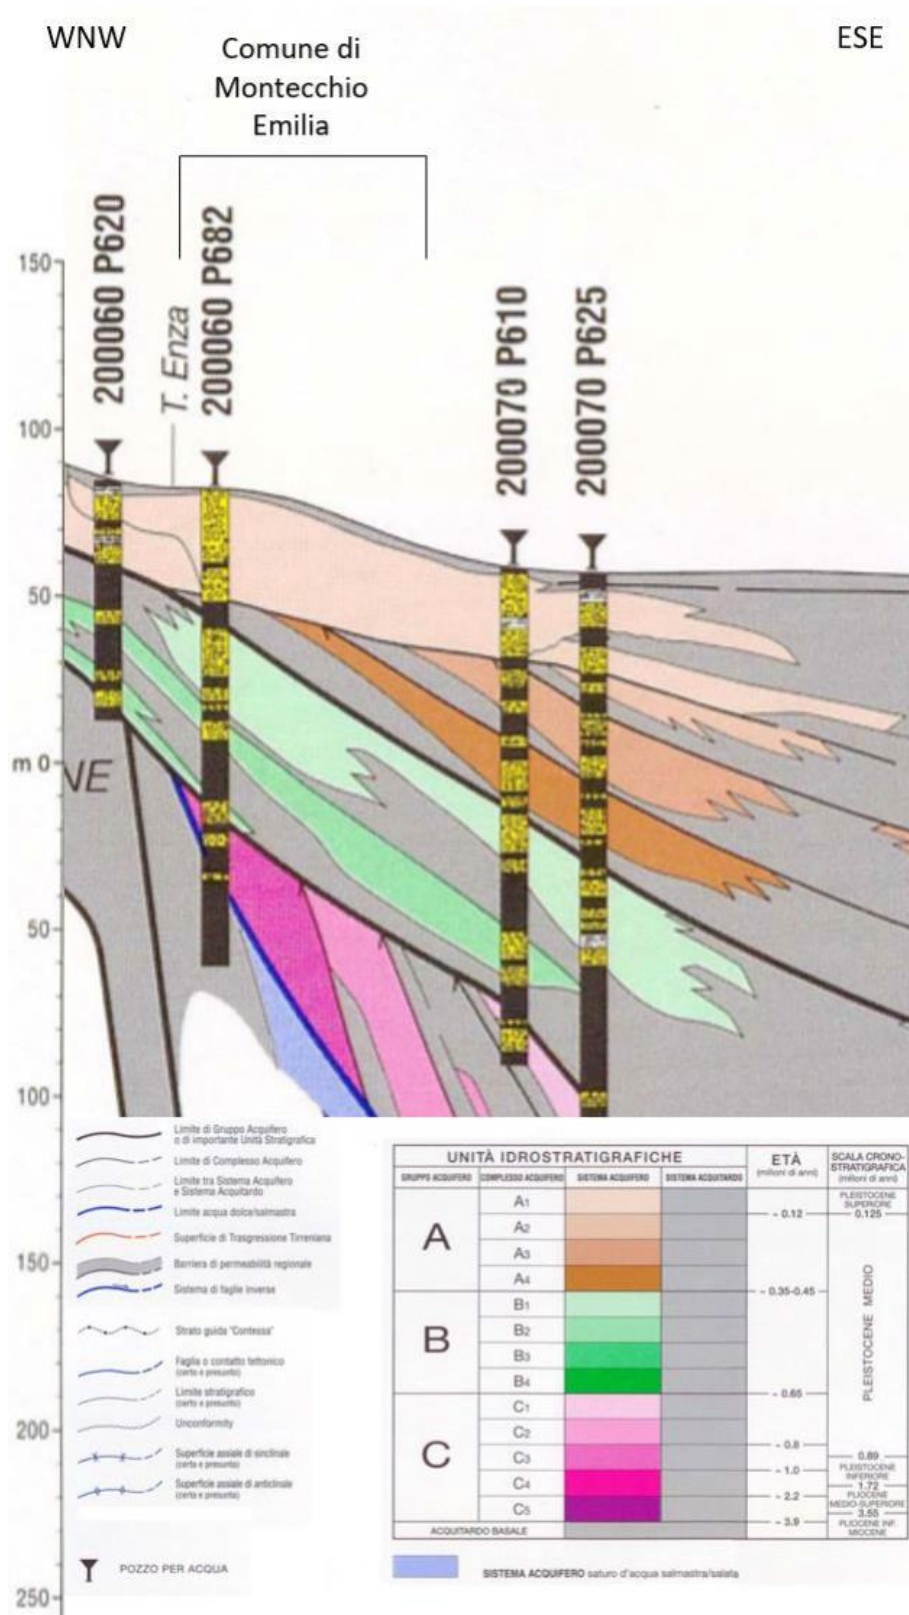 WNW
Comune di
Montecchio
Emilia
ESE
200060 P620
T. Enza
200060 P682
200070 P610
200070 P625
150
100
50
m 0
NE
50
100
150
200
250
Limite di Gruppo Acquifero
o di importante Unità Stratigrafica
Limite di Complesso Acquifero
Limite tra Sistema Acquifero
e Sistema Acquitardo
Limite acqua dolce/salmastra
Superficie di Trasgressione Tirreniana
Barriera di permeabilità regionale
Sistema di faglie inverse
Strato guida "Contessa"
Faglia o contatto tettonico
(certo e presunto)
Limite stratigrafico
(certo e presunto)
Unconformity
Superficie assiale di sinclinale
(certa e presunta)
Superficie assiale di anticlinale
(certa e presunta)
POZZO PER ACQUA
UNITÀ IDROSTRATIGRAFICHE
GRUPPO ACQUIFERO COMPLESSO ACQUIFERO SISTEMA ACQUIFERO SISTEMA ACQUITARDO
ETÀ
(milioni di anni)
SCALA CRONO-
STRATIGRAFICA
(milioni di anni)
A
A1
A2
A3
A4
B
B1
B2
B3
B4
C
C1
C2
C3
C4
C5
ACQUITARDO BASALE
- 0.12
- 0.35-0.45
- 0.65
- 0.8
- 1.0
- 2.2
- 3.9
PLEISTOCENE
SUPERIORE
0.125
PLEISTOCENE MEDIO
0.89
PLEISTOCENE
INFERIORE
1.72
PLIOCENE
MEDIO-SUPERIORE
3.55
PLIOCENE INF.
MIOCENE
SISTEMA ACQUIFERO saturo d'acqua salmastra/salata